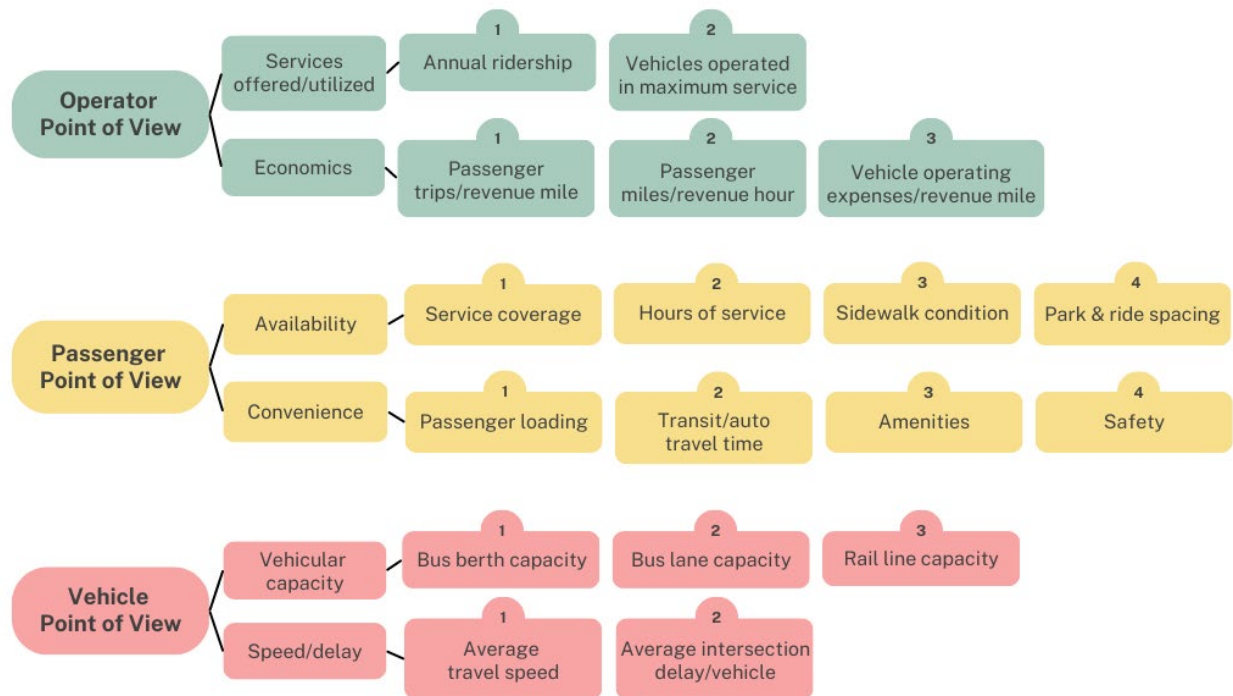 Operator
Point of View
Services
offered/utilized
1
Annual ridership
2
Vehicles operated
in maximum service
Economics
1
Passenger
trips/revenue mile
2
Passenger
miles/revenue hour
3
Vehicle operating
expenses/revenue mile
Passenger
Point of View
Availability
1
Service coverage
2
Hours of service
3
Sidewalk condition
4
Park & ride spacing
Convenience
1
Passenger loading
2
Transit/auto
travel time
3
Amenities
4
Safety
Vehicle
Point of View
Vehicular
capacity
1
Bus berth capacity
2
Bus lane capacity
3
Rail line capacity
Speed/delay
1
Average
travel speed
2
Average intersection
delay/vehicle